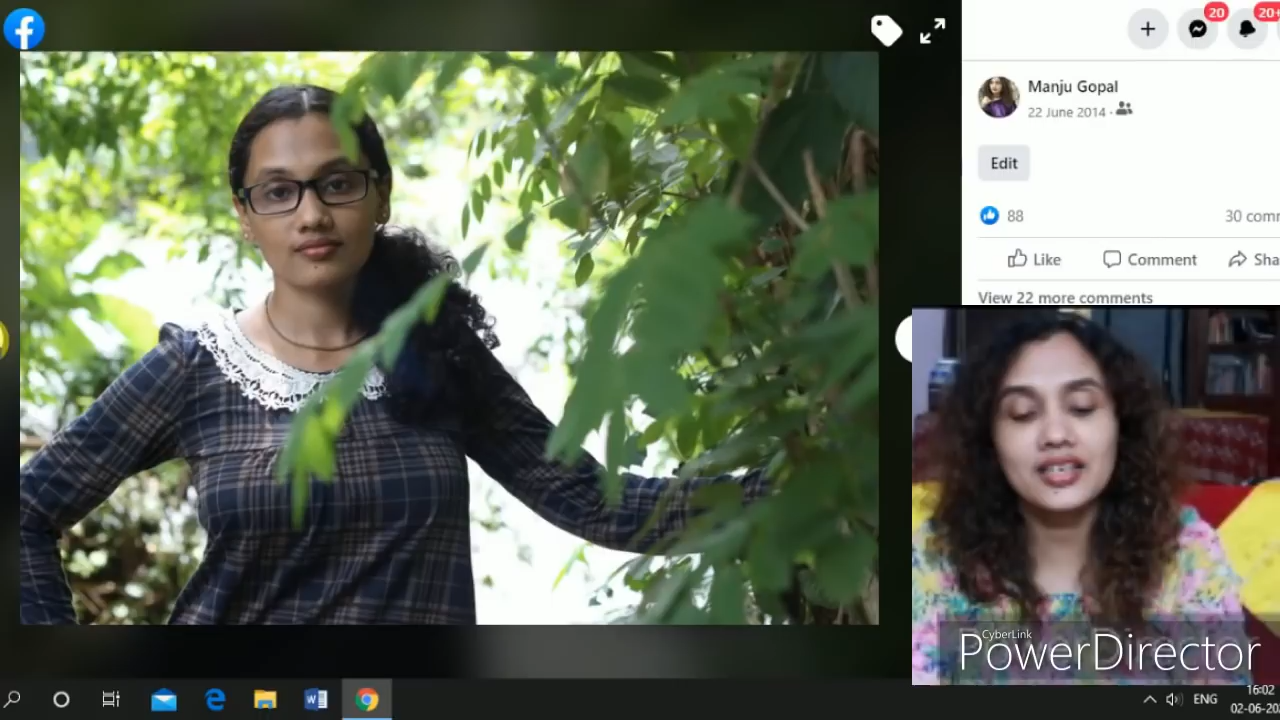 20
20+
Manju Gopal
22 June 2014 ·
Edit
88
30 comm
Like
Comment
Sha
View 22 more comments
CyberLink
PowerDirector
ENG
16:02
02-06-20